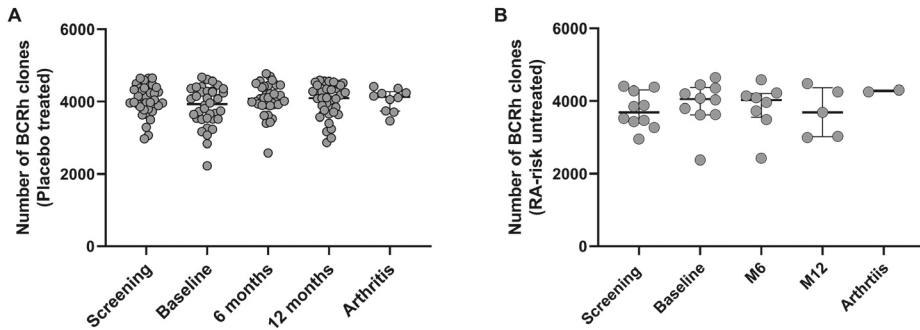 A
Number of BCRh clones
(Placebo treated)
6000
4000
2000
0
Screening
Baseline
6 months
12 months
Arthritis
B
Number of BCRh clones
(RA-risk untreated)
6000
4000
2000
0
Screening
Baseline
M6
M12
Arthrtiis